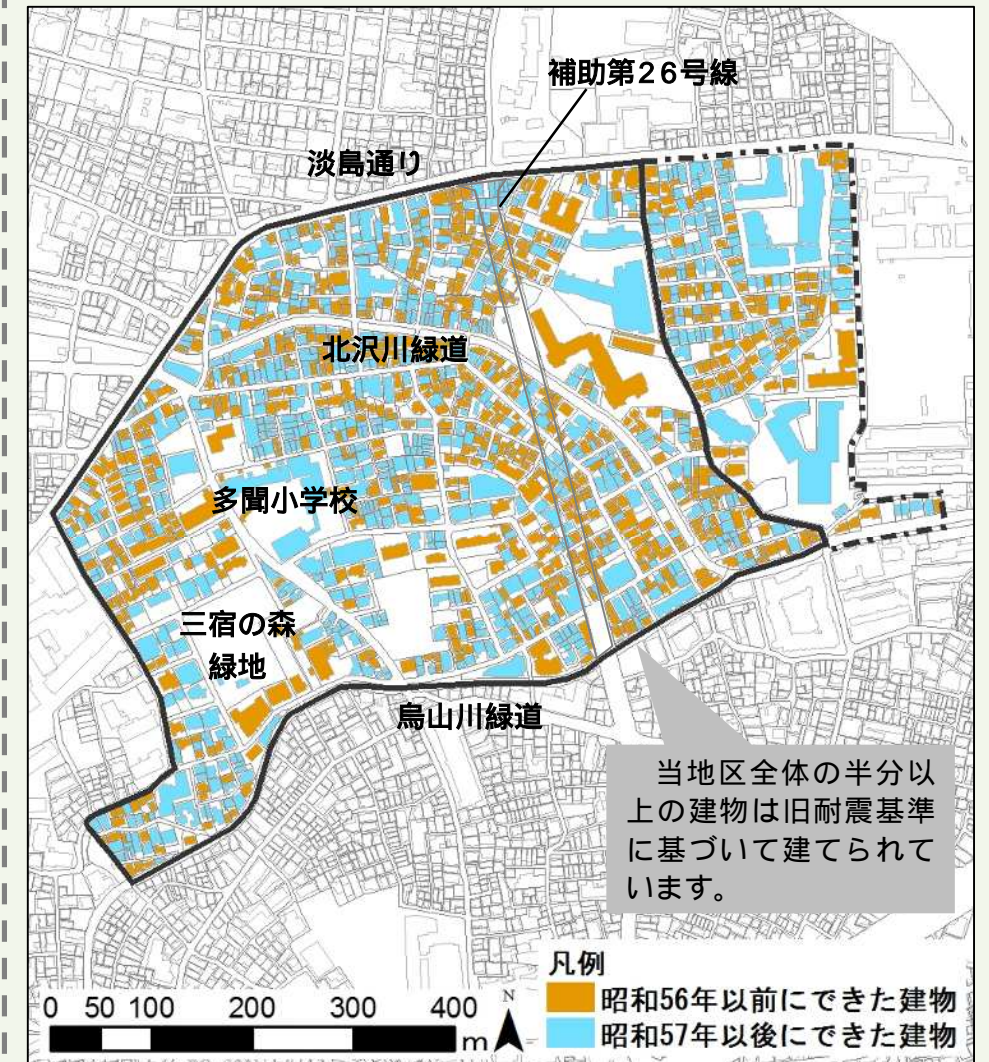 補助第26号線
淡島通り
北沢川緑道
多聞小学校
三宿の森
緑地
烏山川緑道
当地区全体の半分以
上の建物は旧耐震基準
に基づいて建てられて
います。
凡例
昭和56年以前にできた建物
昭和57年以後にできた建物
0 50 100 200 300 400
m
N